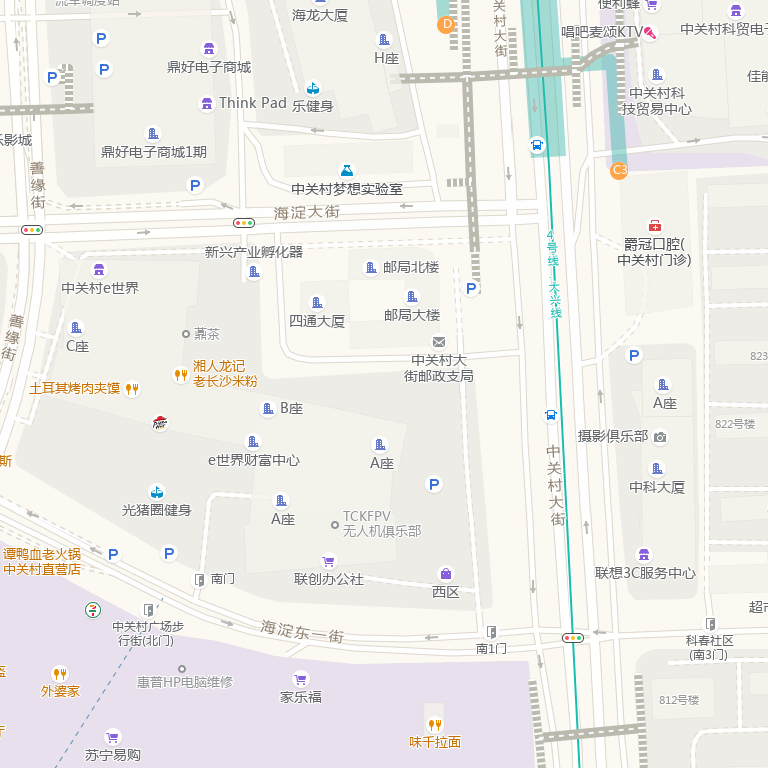 海龙大厦
中关村大街
D
便利蜂
唱吧麦颂KTV
中关村科贸电子
H座
鼎好电子商城
Think Pad
乐健身
中关村科
技贸易中心
佳能
鼎好电子商城1期
乐影城
善缘街
中关村梦想实验室
C3
海淀大街
爵冠口腔(
中关村门诊)
4号线
大兴线
新兴产业孵化器
邮局北楼
中关村e世界
四通大厦
邮局大楼
善缘街
C座
鼒茶
中关村大
街邮政支局
湘人龙记
老长沙米粉
土耳其烤肉夹馍
823
B座
A座
822号楼
摄影俱乐部
e世界财富中心
A座
斯
中关村大街
中科大厦
光猪圈健身
A座
TCKFPV
无人机俱乐部
谭鸭血老火锅
中关村直营店
南门
联创办公社
西区
联想3C服务中心
超市
中关村广场步
行街(北门)
海淀东一街
南1门
科春社区
(南3门)
惠普HP电脑维修
外婆家
家乐福
812号楼
味千拉面
苏宁易购